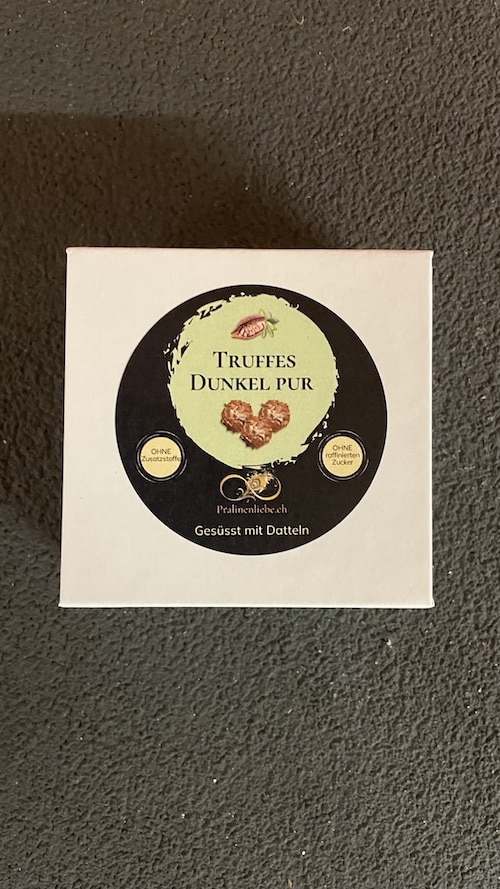 TRUFFES
DUNKEL PUR
OHNE
Zusatzstoffe
OHNE
raffinierten
Zucker
Pralinenliebe.ch
Gesüsst mit Datteln